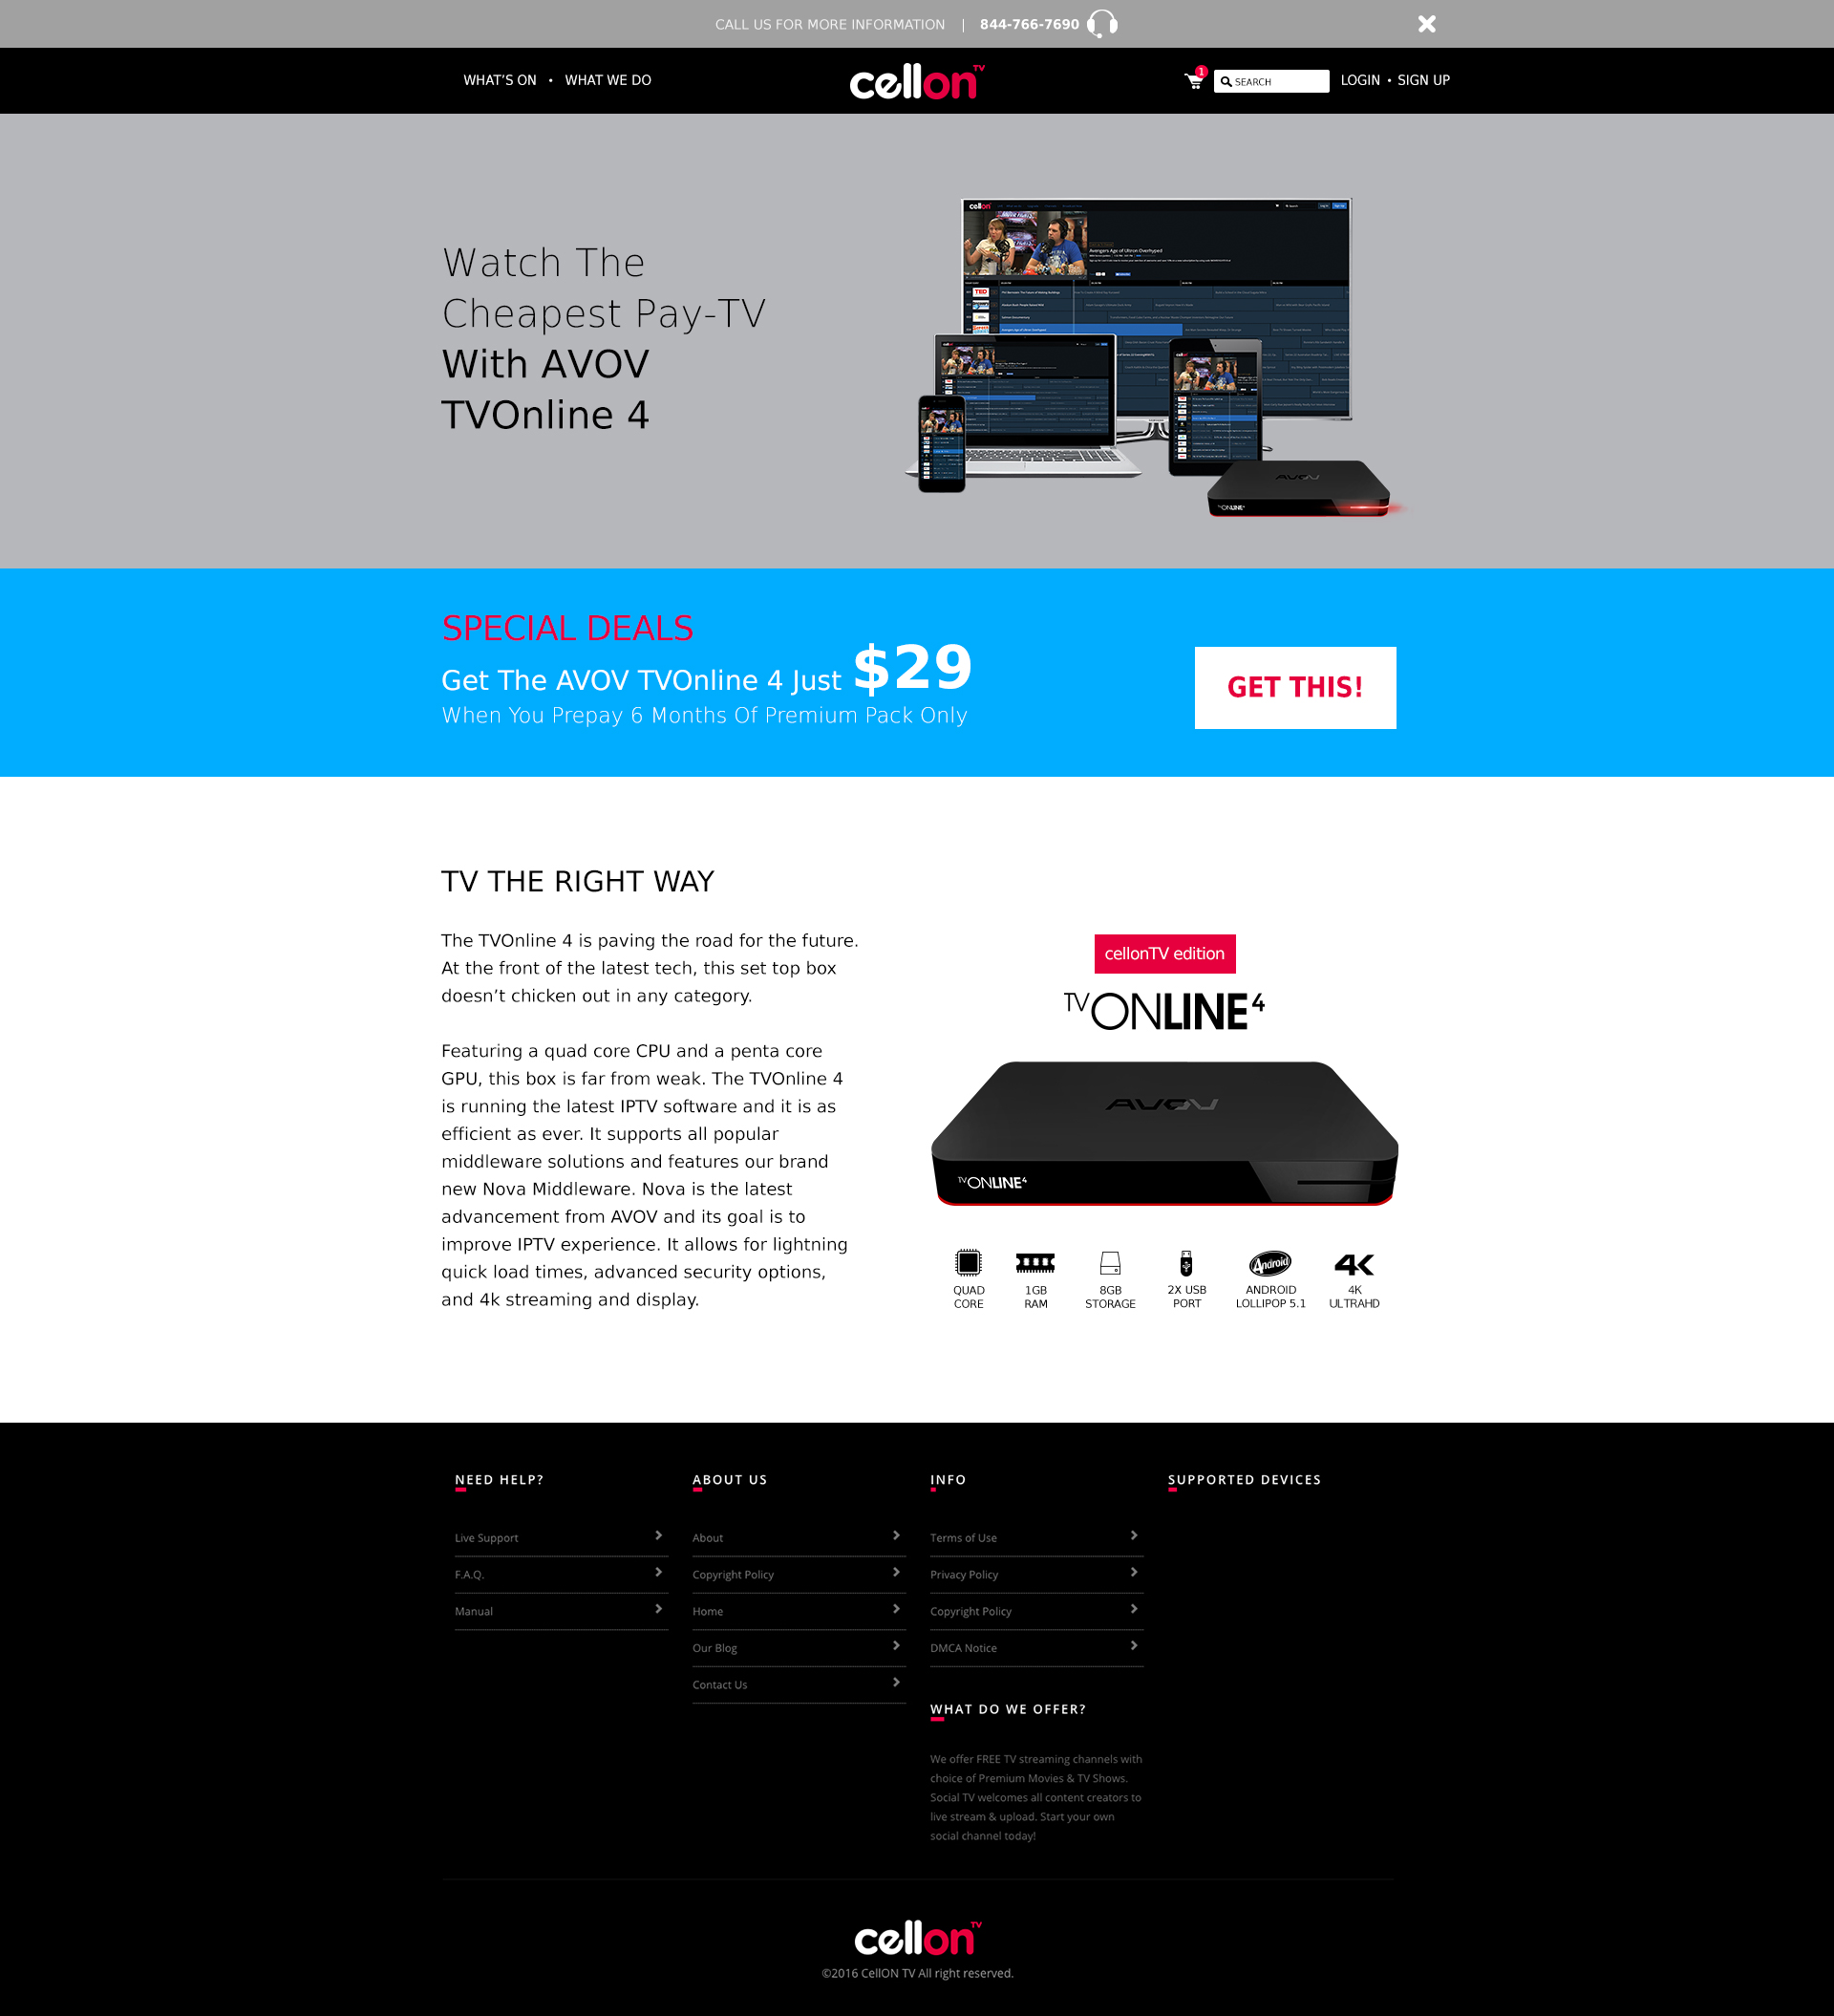 CALL US FOR MORE INFORMATION | 844-766-7690
WHAT'S ON • WHAT WE DO
cellon TV
1
SEARCH
LOGIN • SIGN UP
Watch The
Cheapest Pay-TV
With AVOV
TVOnline 4
cellon
Avengers Age of Ultron Overhyped
TED
AVOV
TVONLINE4
SPECIAL DEALS
Get The AVOV TVOnline 4 Just $29
When You Prepay 6 Months Of Premium Pack Only
GET THIS!
TV THE RIGHT WAY
The TVOnline 4 is paving the road for the future.
At the front of the latest tech, this set top box
doesn’t chicken out in any category.
Featuring a quad core CPU and a penta core
GPU, this box is far from weak. The TVOnline 4
is running the latest IPTV software and it is as
efficient as ever. It supports all popular
middleware solutions and features our brand
new Nova Middleware. Nova is the latest
advancement from AVOV and its goal is to
improve IPTV experience. It allows for lightning
quick load times, advanced security options,
and 4k streaming and display.
cellonTV edition
TVONLINE4
AVOV
TVONLINE4
QUAD
CORE
1GB
RAM
8GB
STORAGE
2X USB
PORT
Android
ANDROID
LOLLIPOP 5.1
4K
4K
ULTRAHD
NEED HELP?
Live Support
F.A.Q.
Manual
ABOUT US
About
Copyright Policy
Home
Our Blog
Contact Us
INFO
Terms of Use
Privacy Policy
Copyright Policy
DMCA Notice
WHAT DO WE OFFER?
We offer FREE TV streaming channels with
choice of Premium Movies & TV Shows.
Social TV welcomes all content creators to
live stream & upload. Start your own
social channel today!
SUPPORTED DEVICES
cellon TV
©2016 CellON TV All right reserved.